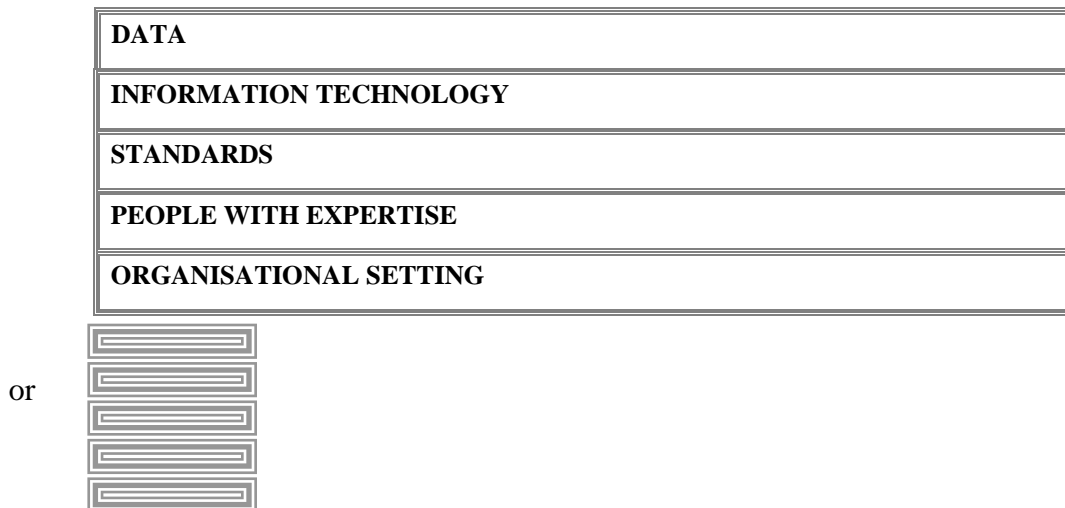 DATA
INFORMATION TECHNOLOGY
STANDARDS
PEOPLE WITH EXPERTISE
ORGANISATIONAL SETTING
or